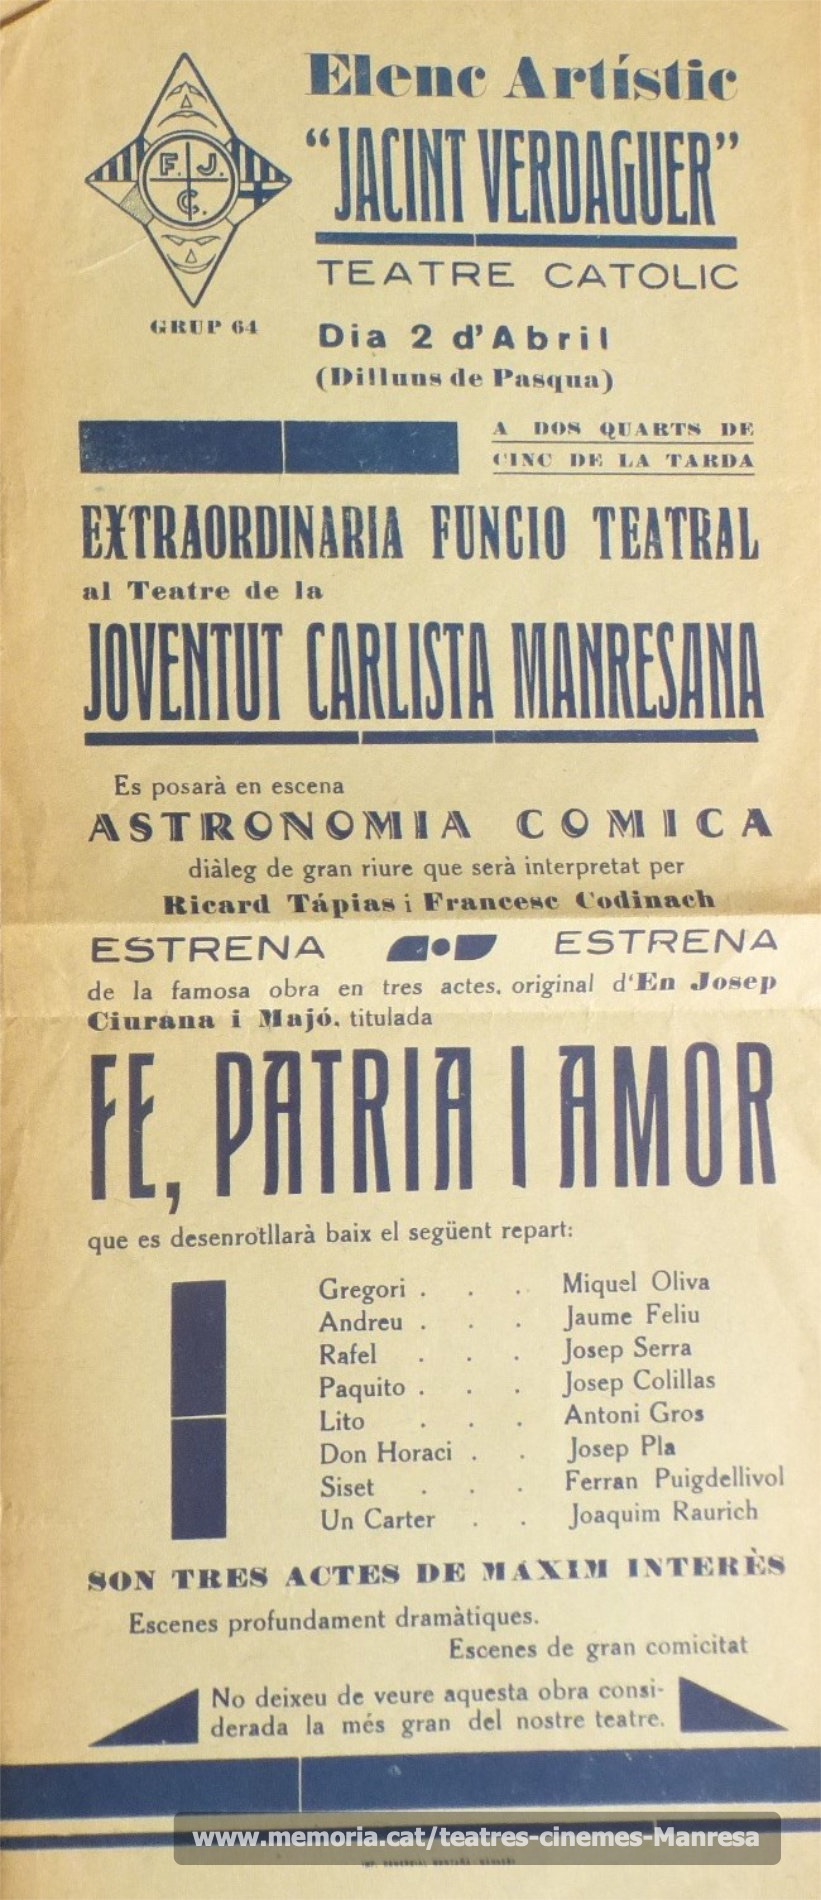 Elenc Artístic
"JACINT VERDAGUER"
F. J.
C.
TEATRE CATOLIC
GRUP 64
Dia 2 d'Abril
(Dilluns de Pasqua)
A DOS QUARTS DE
CINC DE LA TARDA
EXTRAORDINARIA FUNCIO TEATRAL
al Teatre de la
JOVENTUT CARLISTA MANRESANA
Es posarà en escena
ASTRONOMIA COMICA
diàleg de gran riure que serà interpretat per
Ricard Tápias i Francesc Codinach
ESTRENA ESTRENA
de la famosa obra en tres actes, original d'En Josep
Ciurana i Majó, titulada
FE, PATRIA I AMOR
que es desenrotllarà baix el següent repart:
Gregori . . . Miquel Oliva
Andreu . . . Jaume Feliu
Rafel . . . Josep Serra
Paquito . . . Josep Colillas
Lito . . . Antoni Gros
Don Horaci . . Josep Pla
Siset . . . Ferran Puigdellivol
Un Carter . . Joaquim Raurich
SON TRES ACTES DE MÁXIM INTERÈS
Escenes profundament dramàtiques.
Escenes de gran comicitat
No deixeu de veure aquesta obra consi-
derada la més gran del nostre teatre.
www.memoria.cat/teatres-cinemes-Manresa